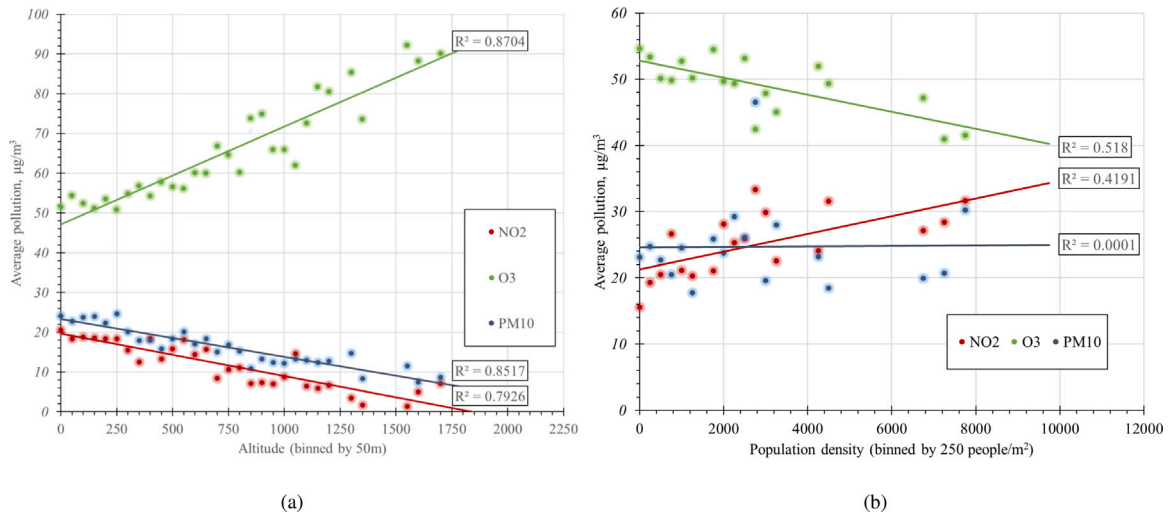 100
90
80
70
60
50
40
30
20
10
0
Average pollution, µg/m³
R² = 0.8704
NO2
O3
PM10
R² = 0.8517
R² = 0.7926
0 250 500 750 1000 1250 1500 1750 2000 2250
Altitude (binned by 50m)
(a)
60
50
40
30
20
10
0
Average pollution, µg/m³
R² = 0.518
R² = 0.4191
R² = 0.0001
NO2 O3 PM10
0 2000 4000 6000 8000 10000 12000
Population density (binned by 250 people/m²)
(b)